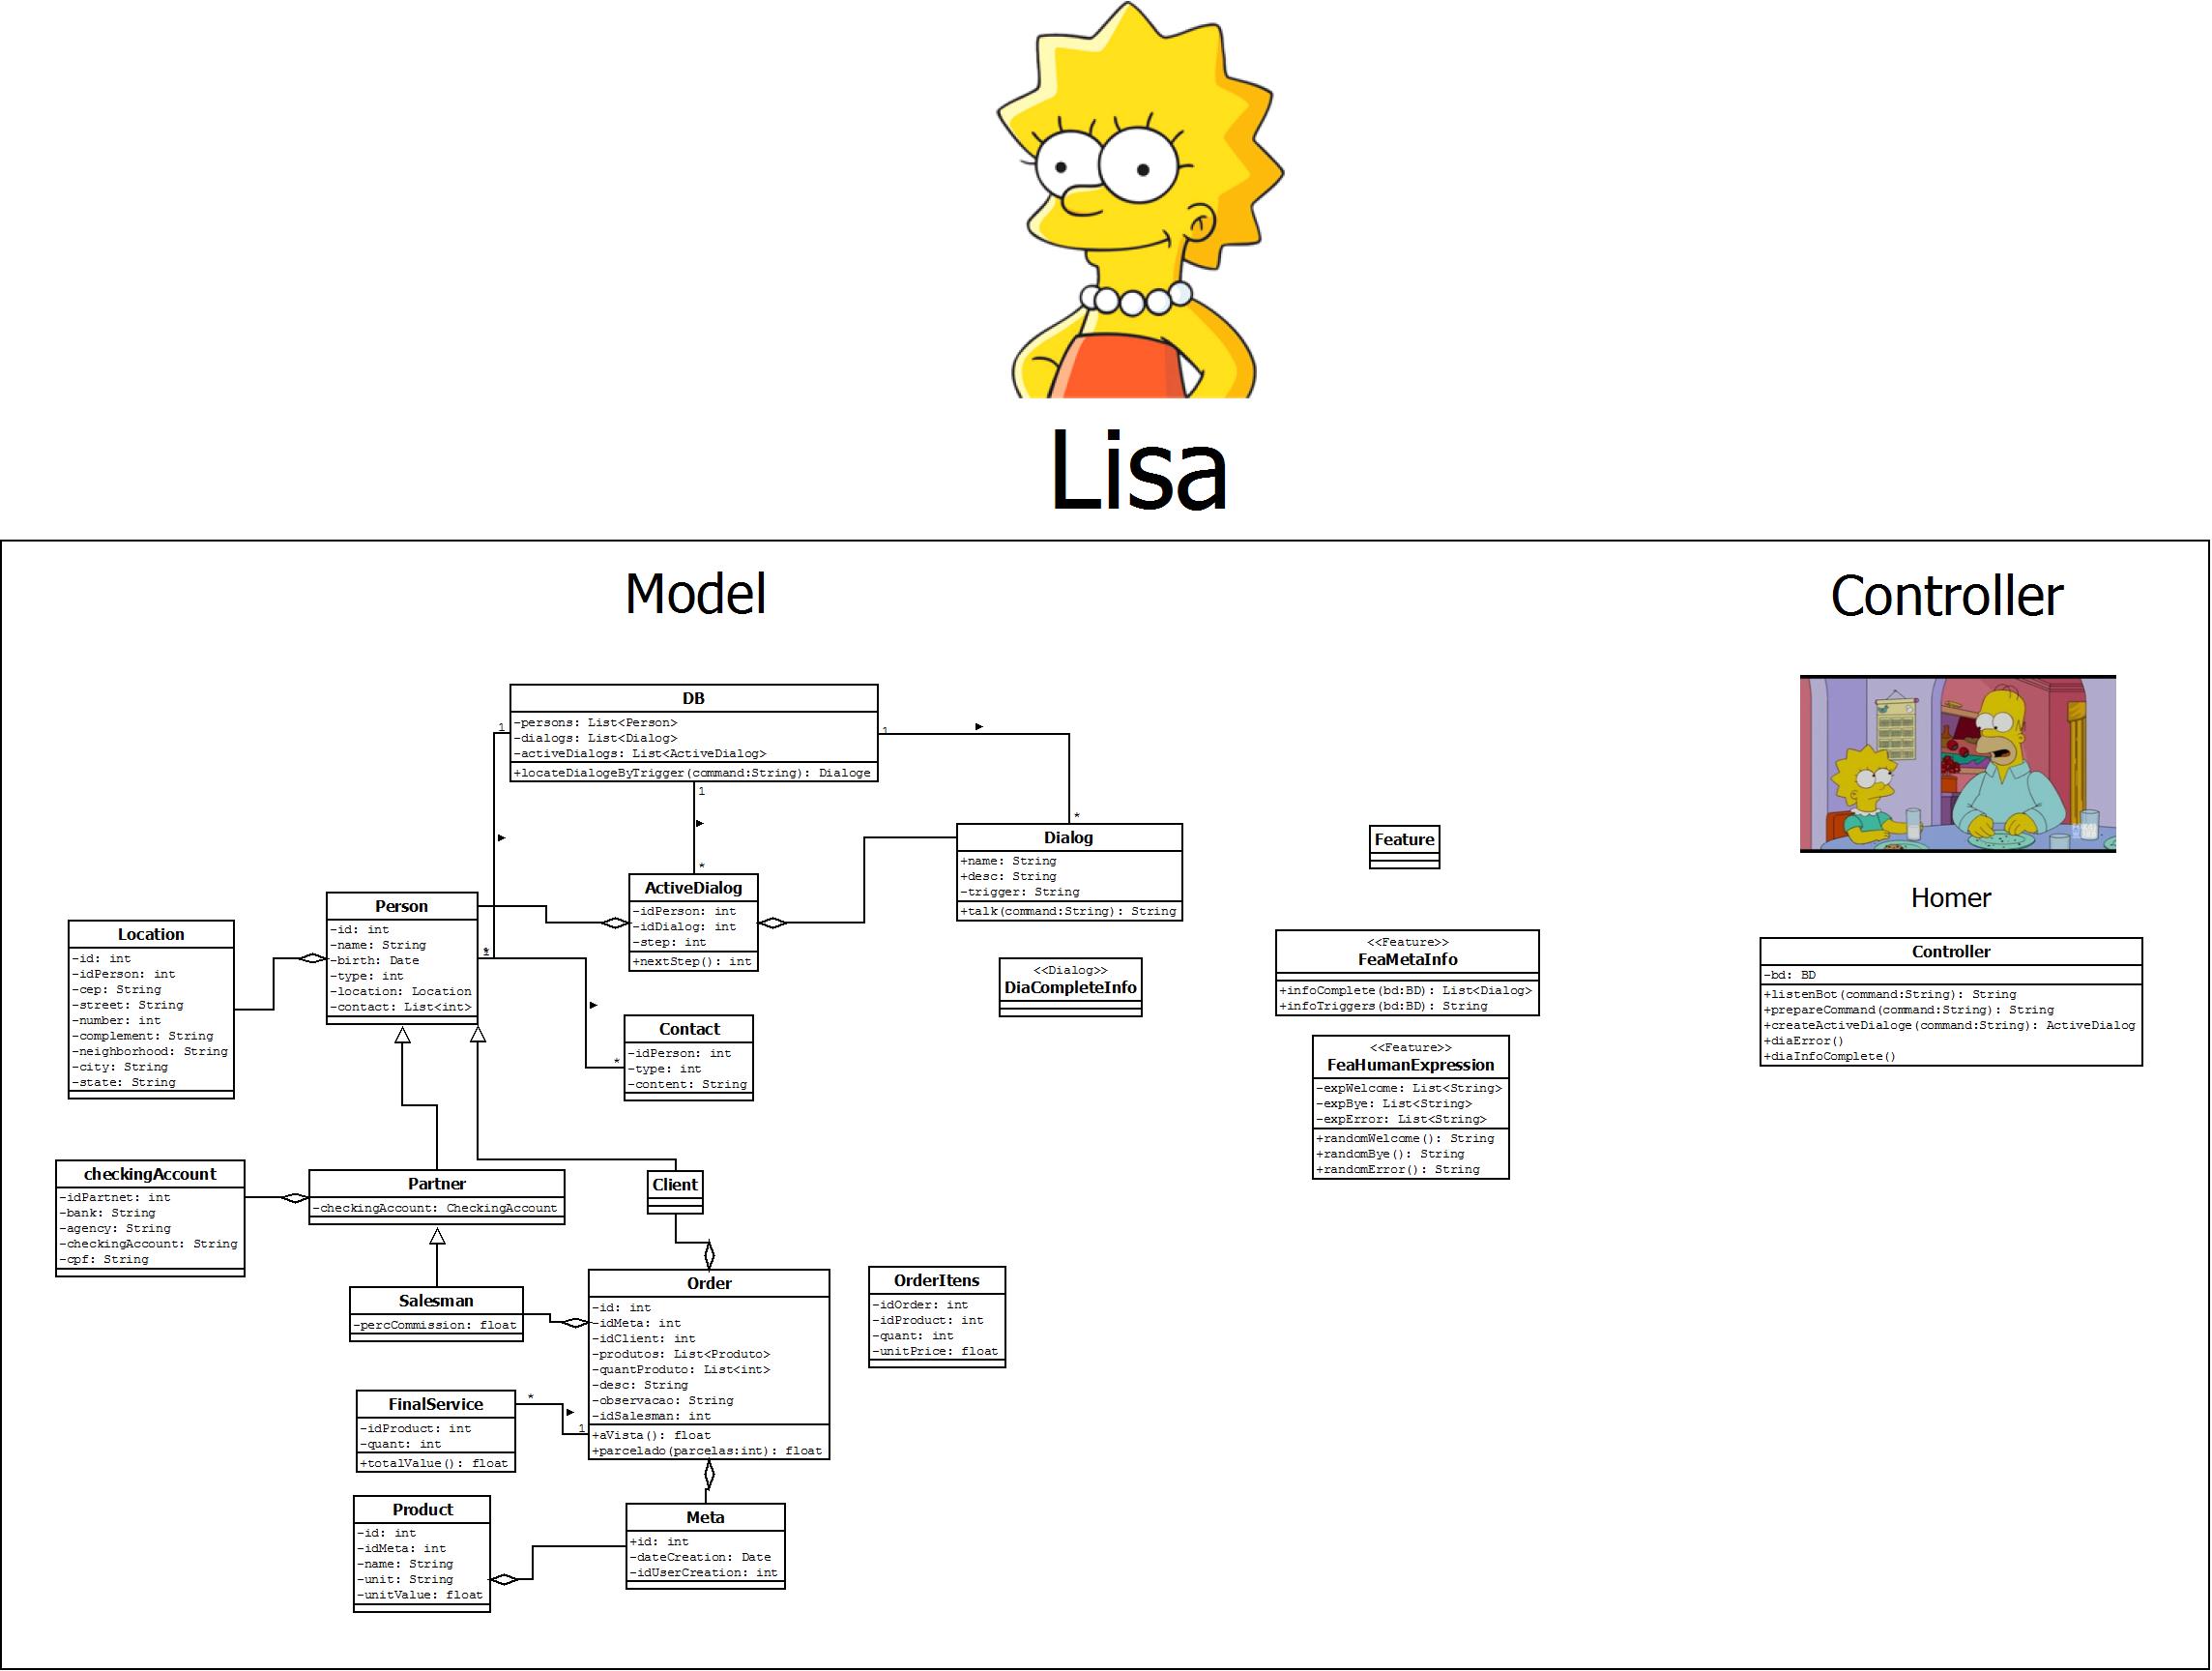 Lisa
Model
Controller
DB
-persons: List<Person>
-dialogs: List<Dialog>
-activeDialogs: List<ActiveDialog>
+locateDialogeByTrigger(command:String): Dialoge
1
1
1
*
*
Dialog
+name: String
+desc: String
-trigger: String
+talk(command:String): String
Feature
Homer
ActiveDialog
-idPerson: int
-idDialog: int
-step: int
+nextStep(): int
Person
-id: int
-name: String
-birth: Date
-type: int
-location: Location
-contact: List<int>
Location
-id: int
-idPerson: int
-cep: String
-street: String
-number: int
-complement: String
-neighborhood: String
-city: String
-state: String
<<Dialog>>
DiaCompleteInfo
<<Feature>>
FeaMetaInfo
+infoComplete(bd:BD): List<Dialog>
+infoTriggers(bd:BD): String
Controller
-bd: BD
+listenBot(command:String): String
+prepareCommand(command:String): String
+createActiveDialoge(command:String): ActiveDialog
+diaError()
+diaInfoComplete()
*
Contact
-idPerson: int
-type: int
-content: String
<<Feature>>
FeaHumanExpression
-expWelcome: List<String>
-expBye: List<String>
-expError: List<String>
+randomWelcome(): String
+randomBye(): String
+randomError(): String
checkingAccount
-idPartnet: int
-bank: String
-agency: String
-checkingAccount: String
-cpf: String
Partner
-checkingAccount: CheckingAccount
Client
Salesman
-percCommission: float
Order
-id: int
-idMeta: int
-idClient: int
-produtos: List<Produto>
-quantProduto: List<int>
-desc: String
-observacao: String
-idSalesman: int
+aVista(): float
+parcelado(parcelas:int): float
OrderItens
-idOrder: int
-idProduct: int
-quant: int
-unitPrice: float
*
1
FinalService
-idProduct: int
-quant: int
+totalValue(): float
Product
-id: int
-idMeta: int
-name: String
-unit: String
-unitValue: float
Meta
+id: int
-dateCreation: Date
-idUserCreation: int